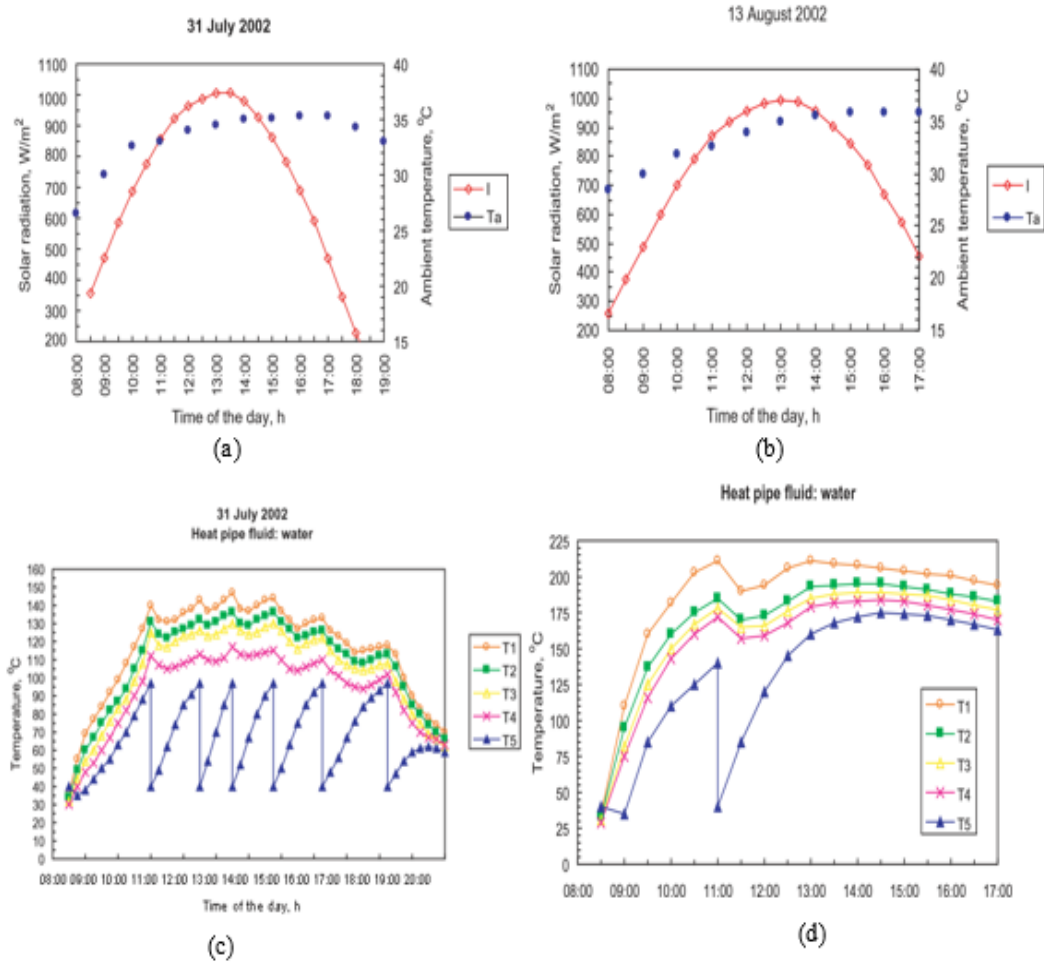 31 July 2002
Solar radiation, W/m²
1100
1000
900
800
700
600
500
400
300
200
40
35
30
25
20
15
Ambient temperature, °C
I
Ta
08:00
09:00
10:00
11:00
12:00
13:00
14:00
15:00
16:00
17:00
18:00
19:00
Time of the day, h
(a)
13 August 2002
Solar radiation, W/m²
1100
1000
900
800
700
600
500
400
300
200
40
35
30
25
20
15
Ambient temperature, °C
I
Ta
08:00
09:00
10:00
11:00
12:00
13:00
14:00
15:00
16:00
17:00
Time of the day, h
(b)
31 July 2002
Heat pipe fluid: water
Temperature, °C
160
150
140
130
120
110
100
90
80
70
60
50
40
30
20
10
0
T1
T2
T3
T4
T5
08:00 09:00 10:00 11:00 12:00 13:00 14:00 15:00 16:00 17:00 18:00 19:00 20:00
Time of the day, h
(c)
Heat pipe fluid: water
Temperature, °C
225
200
175
150
125
100
75
50
25
0
T1
T2
T3
T4
T5
08:00 09:00 10:00 11:00 12:00 13:00 14:00 15:00 16:00 17:00
(d)